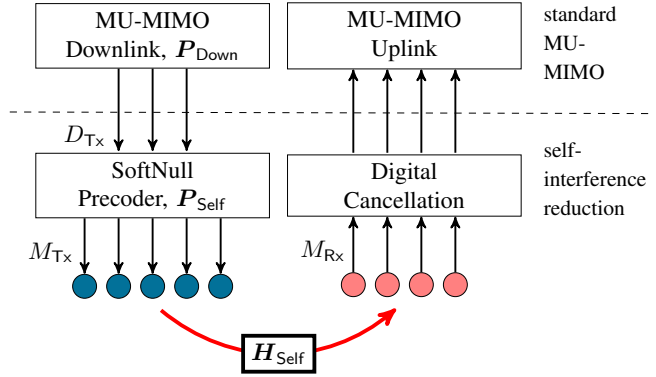 MU-MIMO
Downlink, P_Down
MU-MIMO
Uplink
standard
MU-
MIMO
D_Tx
SoftNull
Precoder, P_Self
Digital
Cancellation
self-
interference
reduction
M_Tx
M_Rx
H_Self